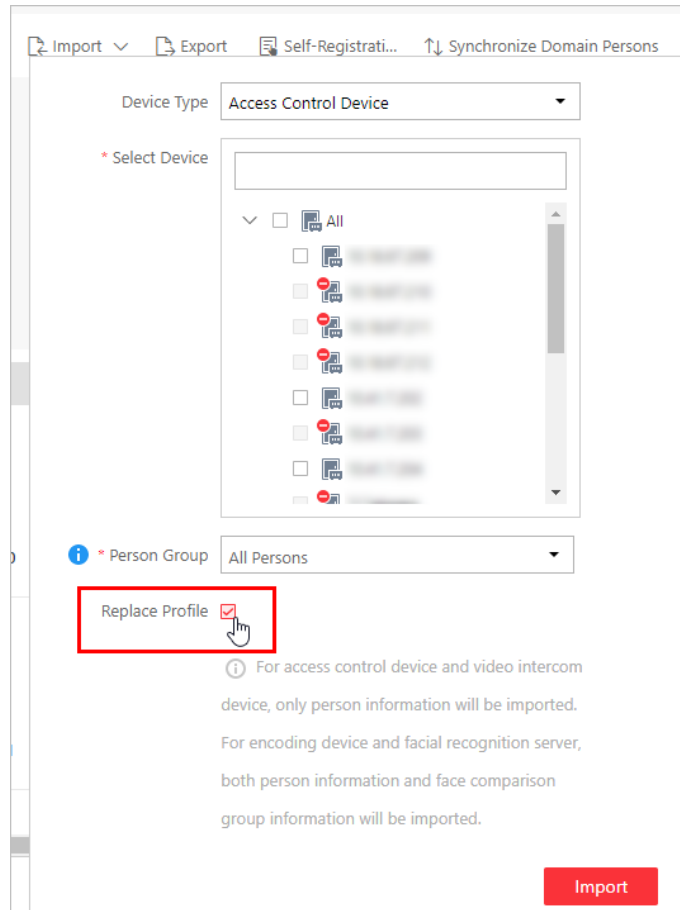 Import Export Self-Registrati... Synchronize Domain Persons
Device Type Access Control Device
* Select Device
All
* Person Group All Persons
Replace Profile
For access control device and video intercom
device, only person information will be imported.
For encoding device and facial recognition server,
both person information and face comparison
group information will be imported.
Import